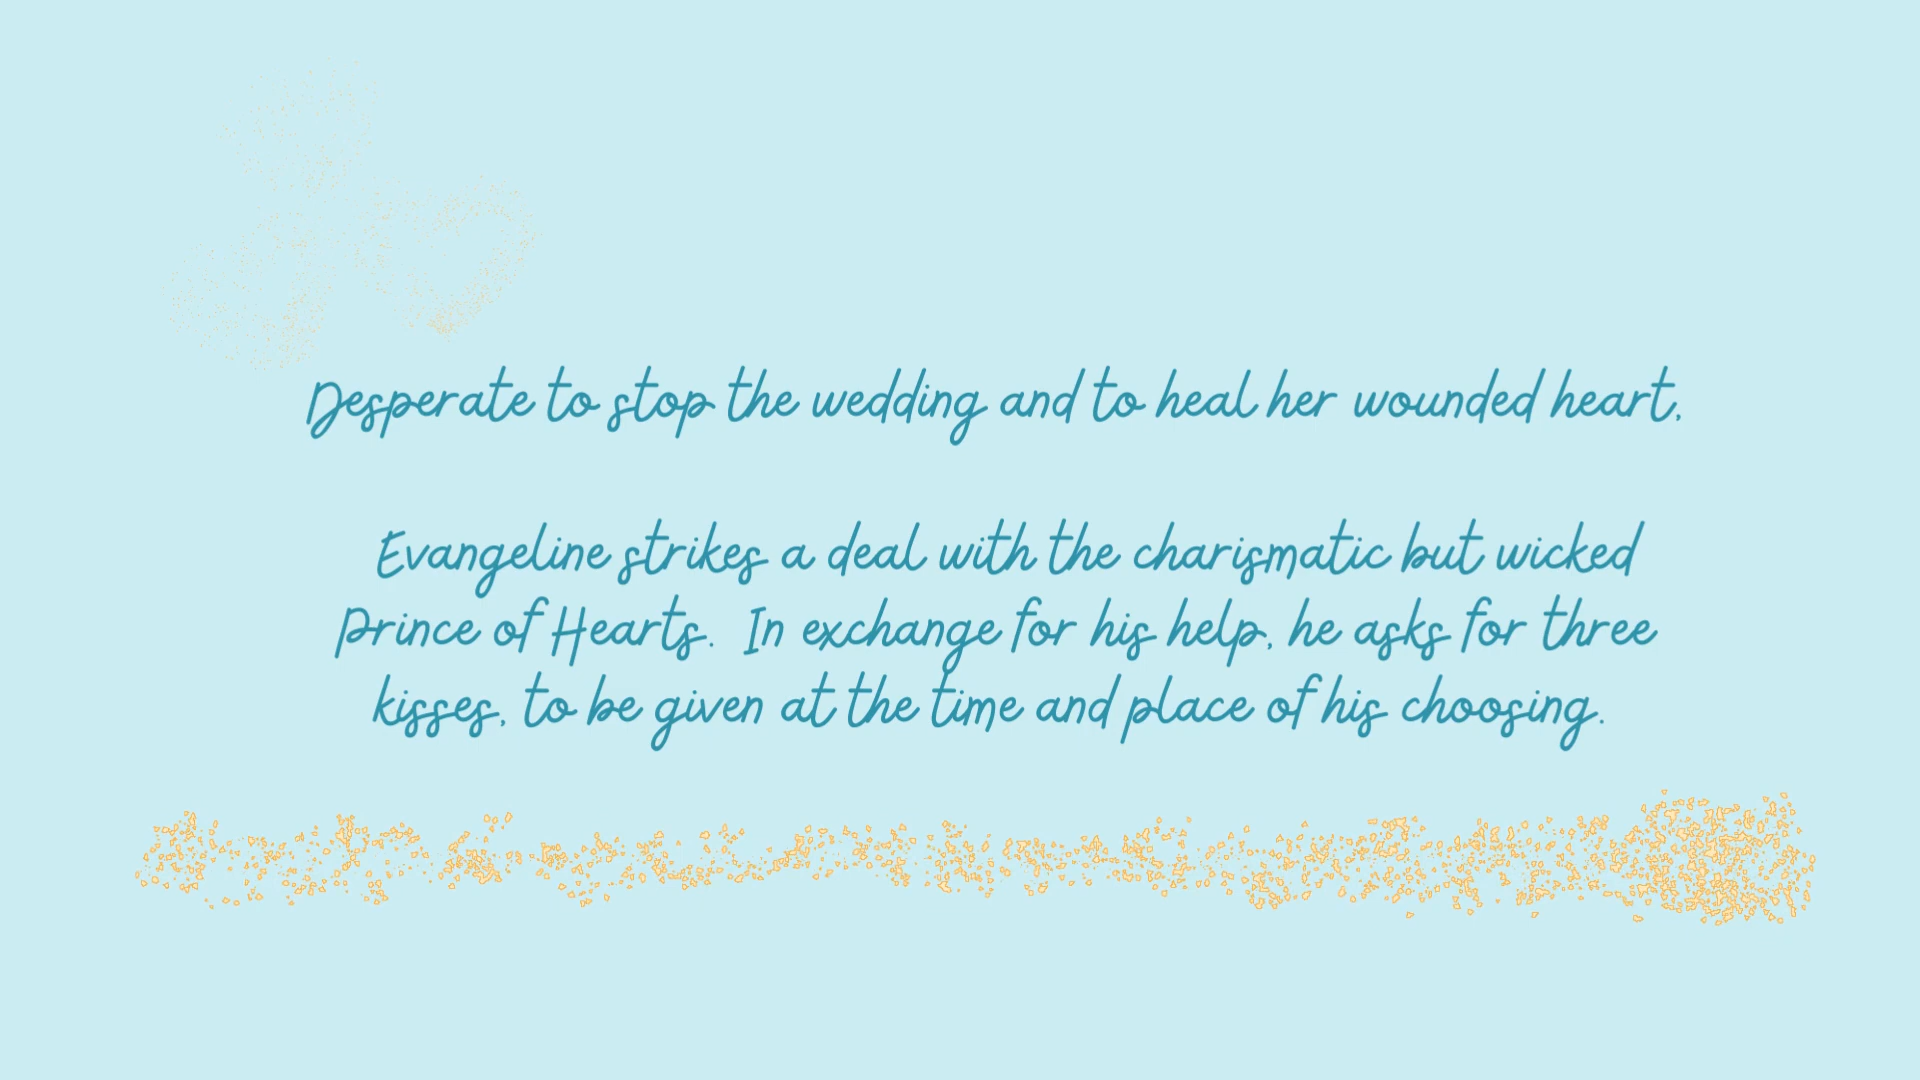 Desperate to stop the wedding and to heal her wounded heart,
Evangeline strikes a deal with the charismatic but wicked
Prince of Hearts.  In exchange for his help, he asks for three
kisses, to be given at the time and place of his choosing.